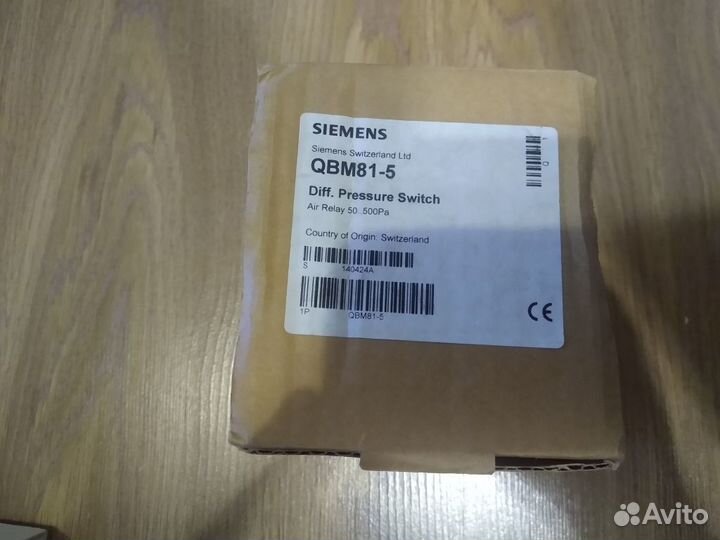 SIEMENS
Siemens Switzerland Ltd
QBM81-5
Diff. Pressure Switch
Air Relay 50..500Pa
Country of Origin: Switzerland
S 140424A
1P QBM81-5
CE
Avito